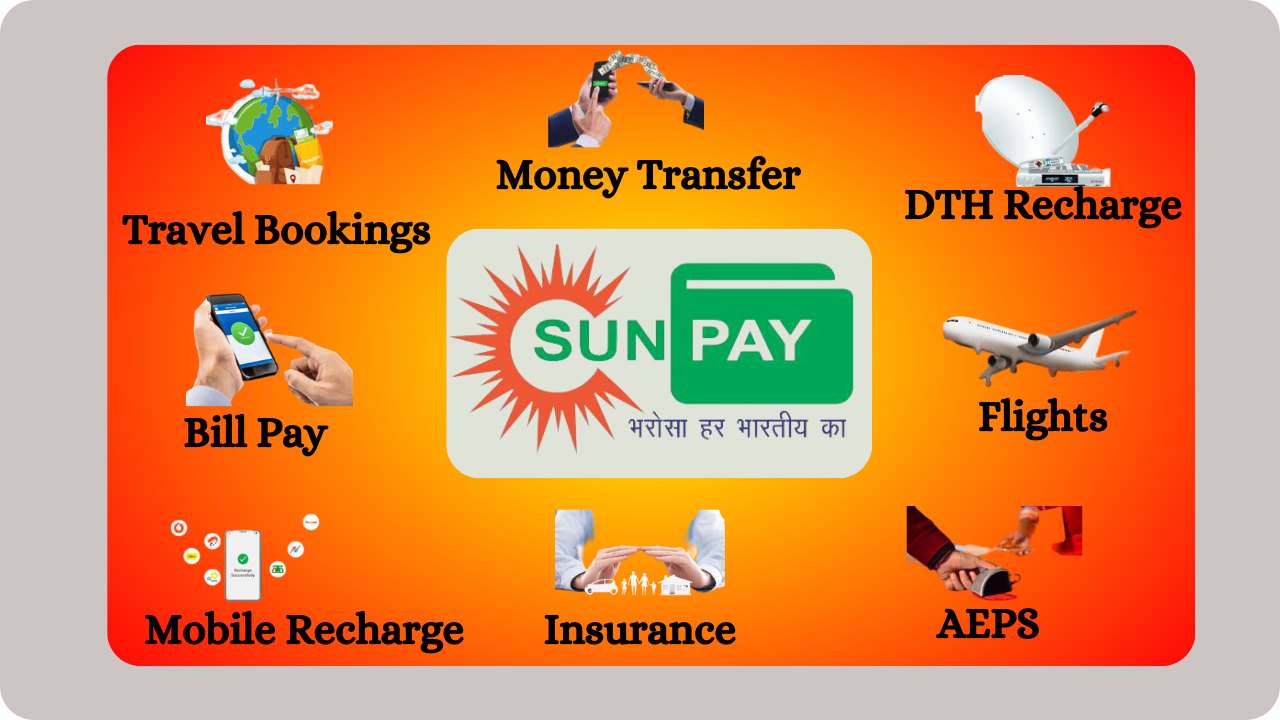 Money Transfer
DTH Recharge
Travel Bookings
SUN PAY
भरोसा हर भारतीय का
Bill Pay
Flights
Recharge
Successfully
Mobile Recharge
Insurance
AEPS